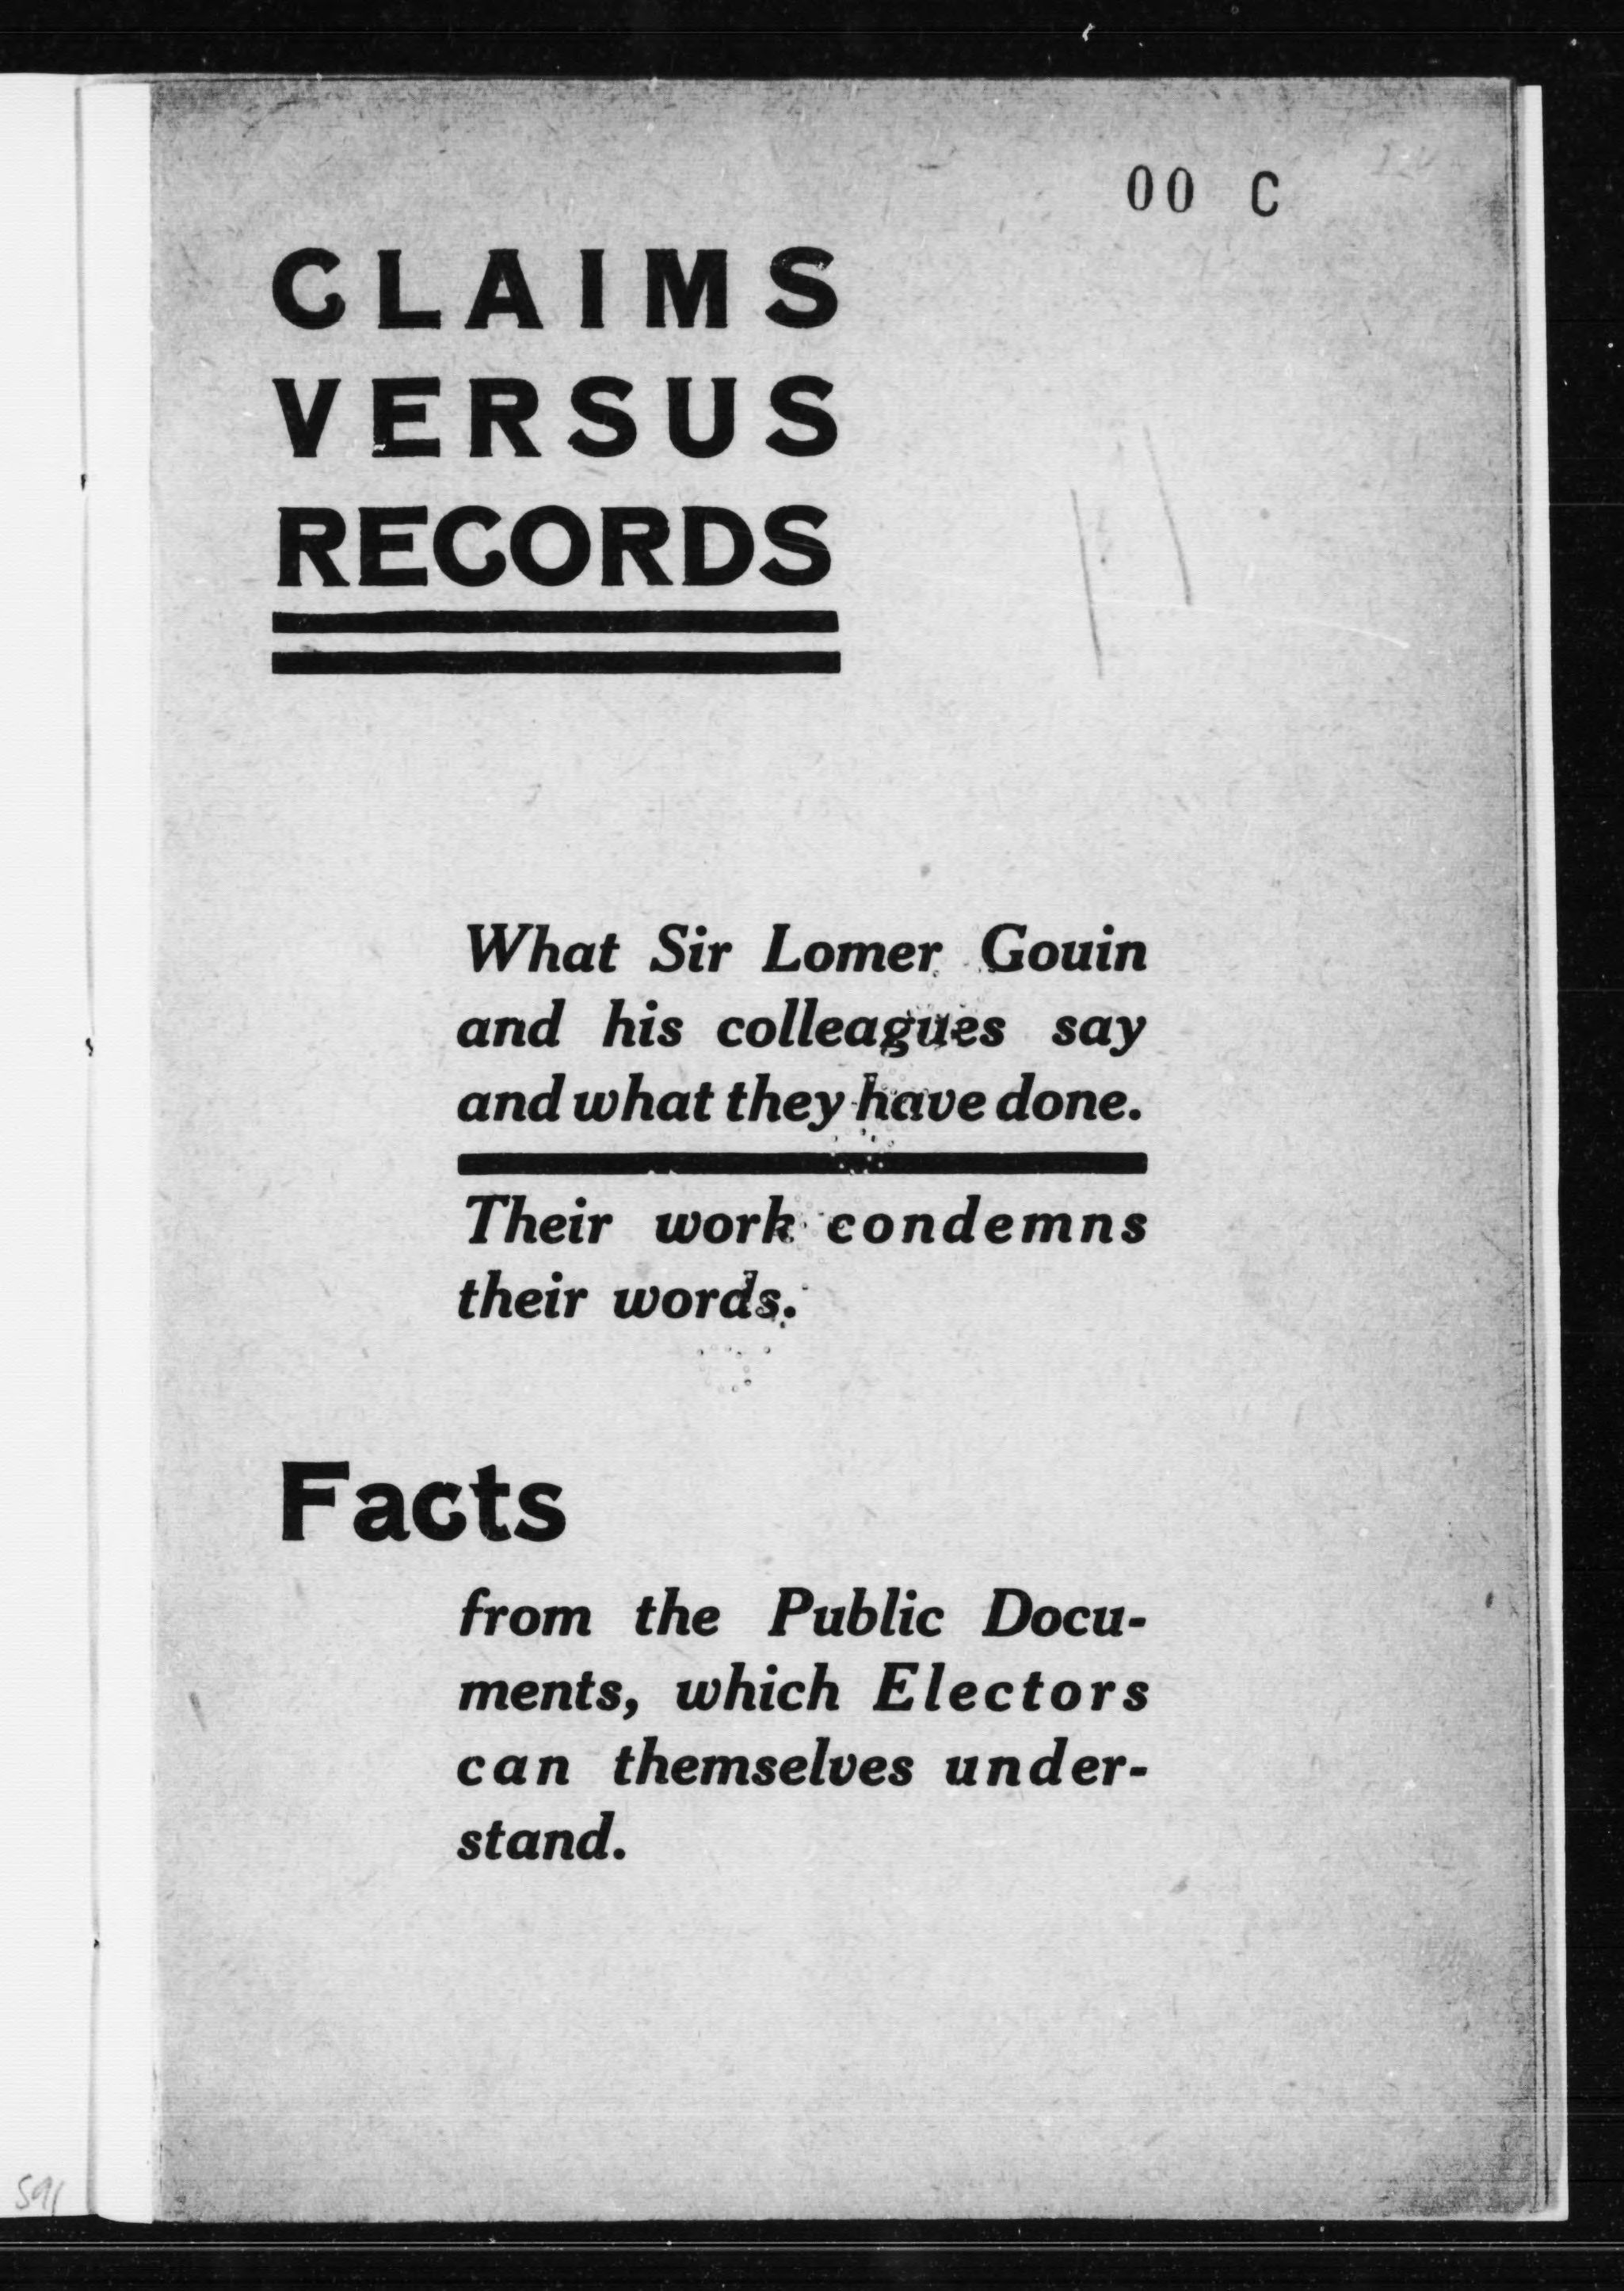 00 C
CLAIMS
VERSUS
RECORDS
What Sir Lomer Gouin
and his colleagues say
and what they have done.
Their work condemns
their words.
Facts
from the Public Docu-
ments, which Electors
can themselves under-
stand.
591